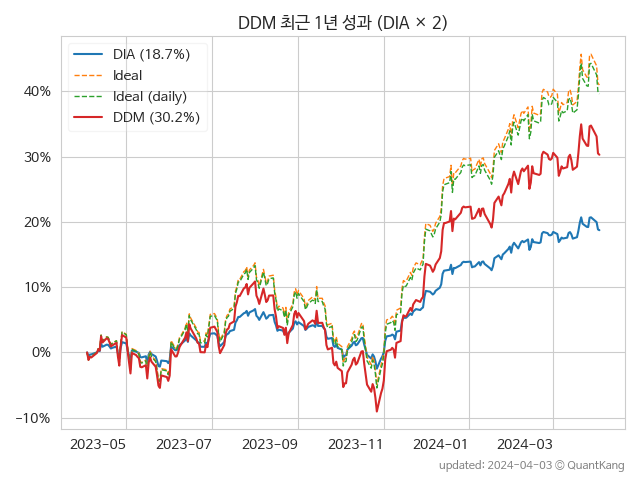 DDM 최근 1년 성과 (DIA × 2)
DIA (18.7%)
Ideal
Ideal (daily)
DDM (30.2%)
40%
30%
20%
10%
0%
−10%
2023-05 2023-07 2023-09 2023-11 2024-01 2024-03
updated: 2024-04-03 © QuantKang